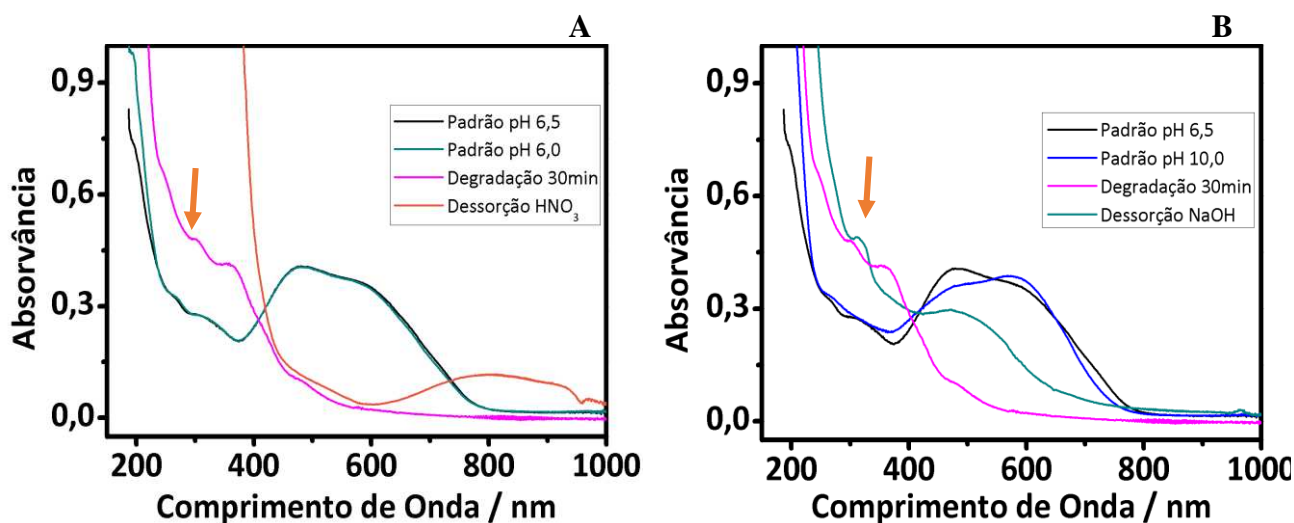 A
0,9
0,6
0,3
0,0
Absorvância
Padrão pH 6,5
Padrão pH 6,0
Degradação 30min
Dessorção HNO₃
200 400 600 800 1000
Comprimento de Onda / nm
B
0,9
0,6
0,3
0,0
Absorvância
Padrão pH 6,5
Padrão pH 10,0
Degradação 30min
Dessorção NaOH
200 400 600 800 1000
Comprimento de Onda / nm